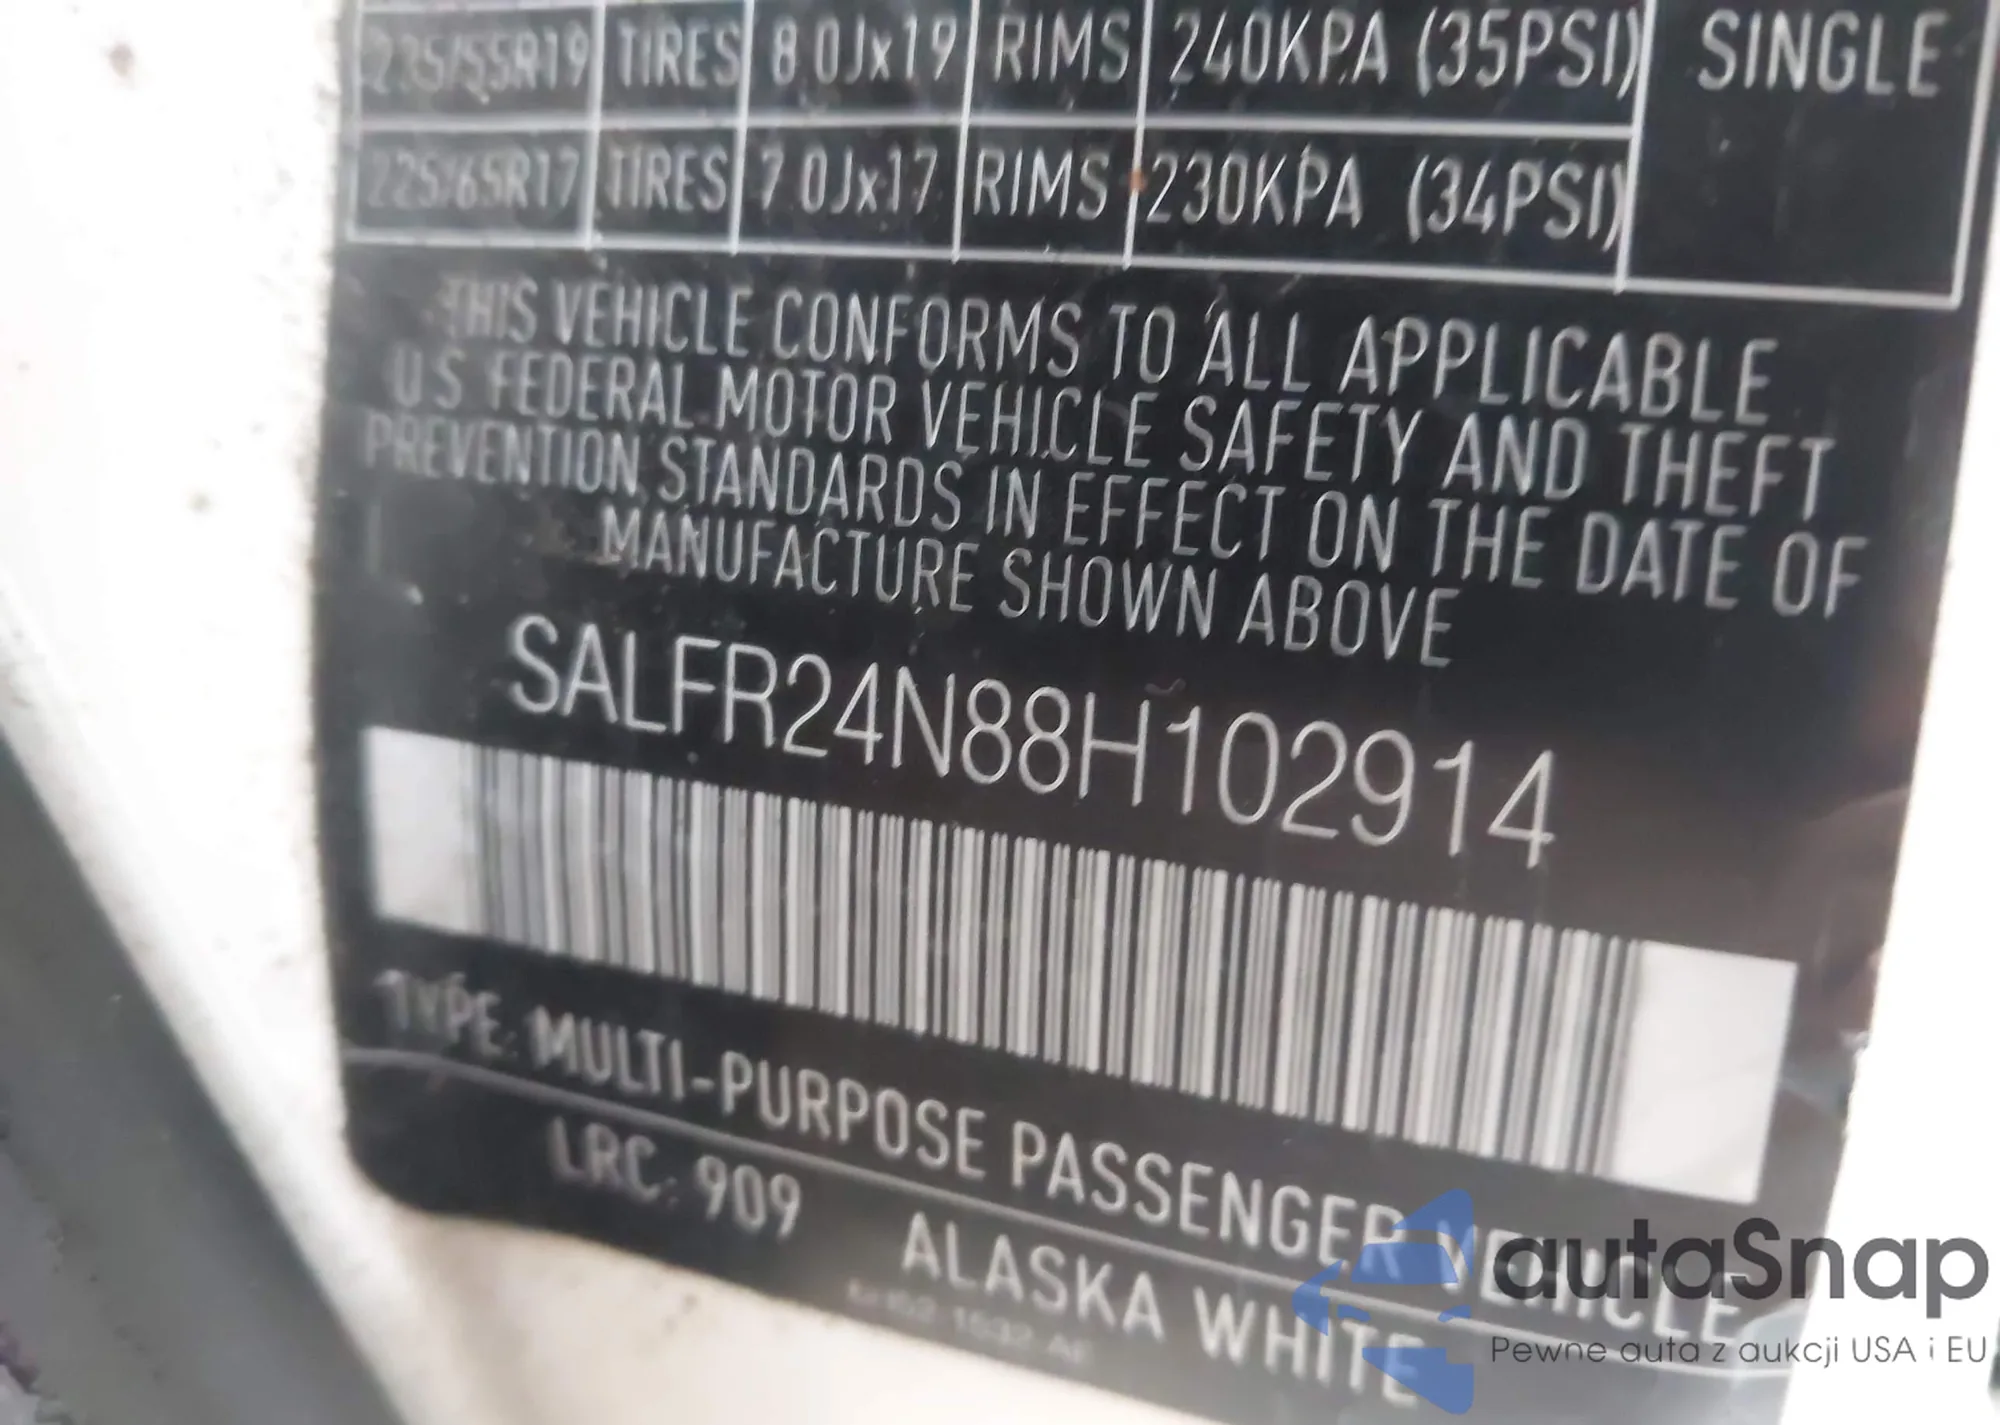 235/55R19 TIRES 8.0Jx19 RIMS 240KPA (35PSI) SINGLE
225/65R17 TIRES 7.0Jx17 RIMS 230KPA (34PSI)
THIS VEHICLE CONFORMS TO ALL APPLICABLE
US FEDERAL MOTOR VEHICLE SAFETY AND THEFT
PREVENTION STANDARDS IN EFFECT ON THE DATE OF
MANUFACTURE SHOWN ABOVE
SALFR24N88H102914
TYPE: MULTI-PURPOSE PASSENGER VEHICLE
LRC: 909 ALASKA WHITE
autaSnap
Pewne auta z aukcji USA i EU